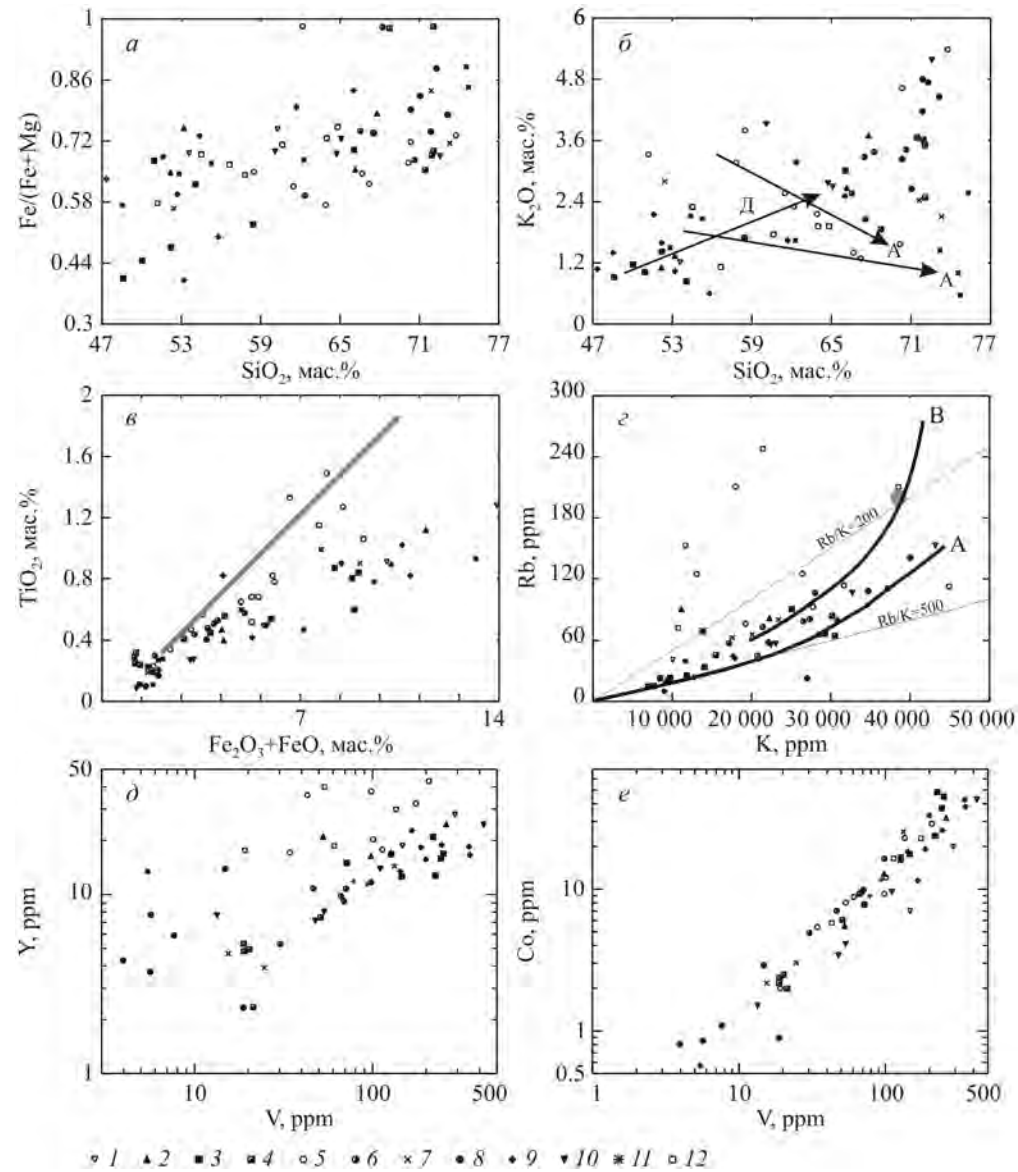 а
Fe/(Fe+Mg)
1
0.86
0.72
0.58
0.44
0.3
47 53 59 65 71 77
SiO₂, мас.%
б
K₂O, мас.%
6
4.8
3.6
2.4
1.2
0
Д
А
А
47 53 59 65 71 77
SiO₂, мас.%
в
TiO₂, мас.%
2
1.6
1.2
0.8
0.4
0
7 14
Fe₂O₃+FeO, мас.%
г
Rb, ppm
300
240
180
120
60
0
В
Rb/K=200
А
Rb/K=500
10 000 20 000 30 000 40 000 50 000
K, ppm
д
Y, ppm
50
10
1
3 10 100 500
V, ppm
е
Co, ppm
10
1
0.5
1 10 100 500
V, ppm
1 2 3 4 5 6 7 8 9 10 11 12